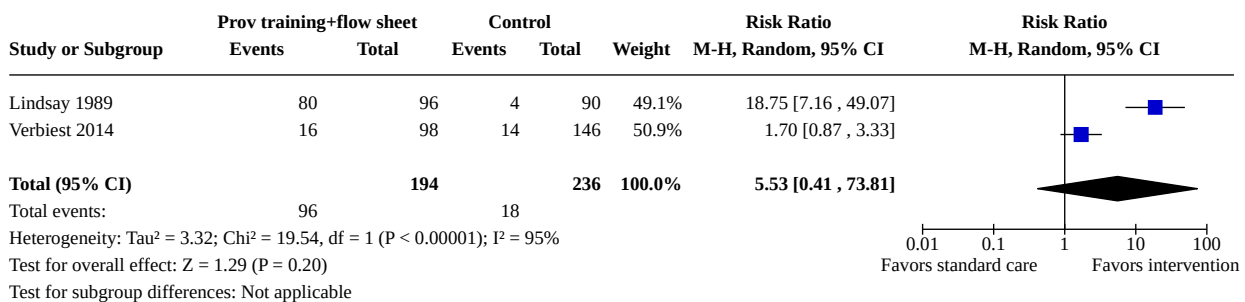 Prov training+flow sheet Control Risk Ratio Risk Ratio
Study or Subgroup Events Total Events Total Weight M-H, Random, 95% CI M-H, Random, 95% CI
Lindsay 1989 80 96 4 90 49.1% 18.75 [7.16 , 49.07]
Verbiest 2014 16 98 14 146 50.9% 1.70 [0.87 , 3.33]
Total (95% CI) 194 236 100.0% 5.53 [0.41 , 73.81]
Total events: 96 18
Heterogeneity: Tau² = 3.32; Chi² = 19.54, df = 1 (P < 0.00001); I² = 95%
0.01 0.1 1 10 100
Test for overall effect: Z = 1.29 (P = 0.20) Favors standard care Favors intervention
Test for subgroup differences: Not applicable